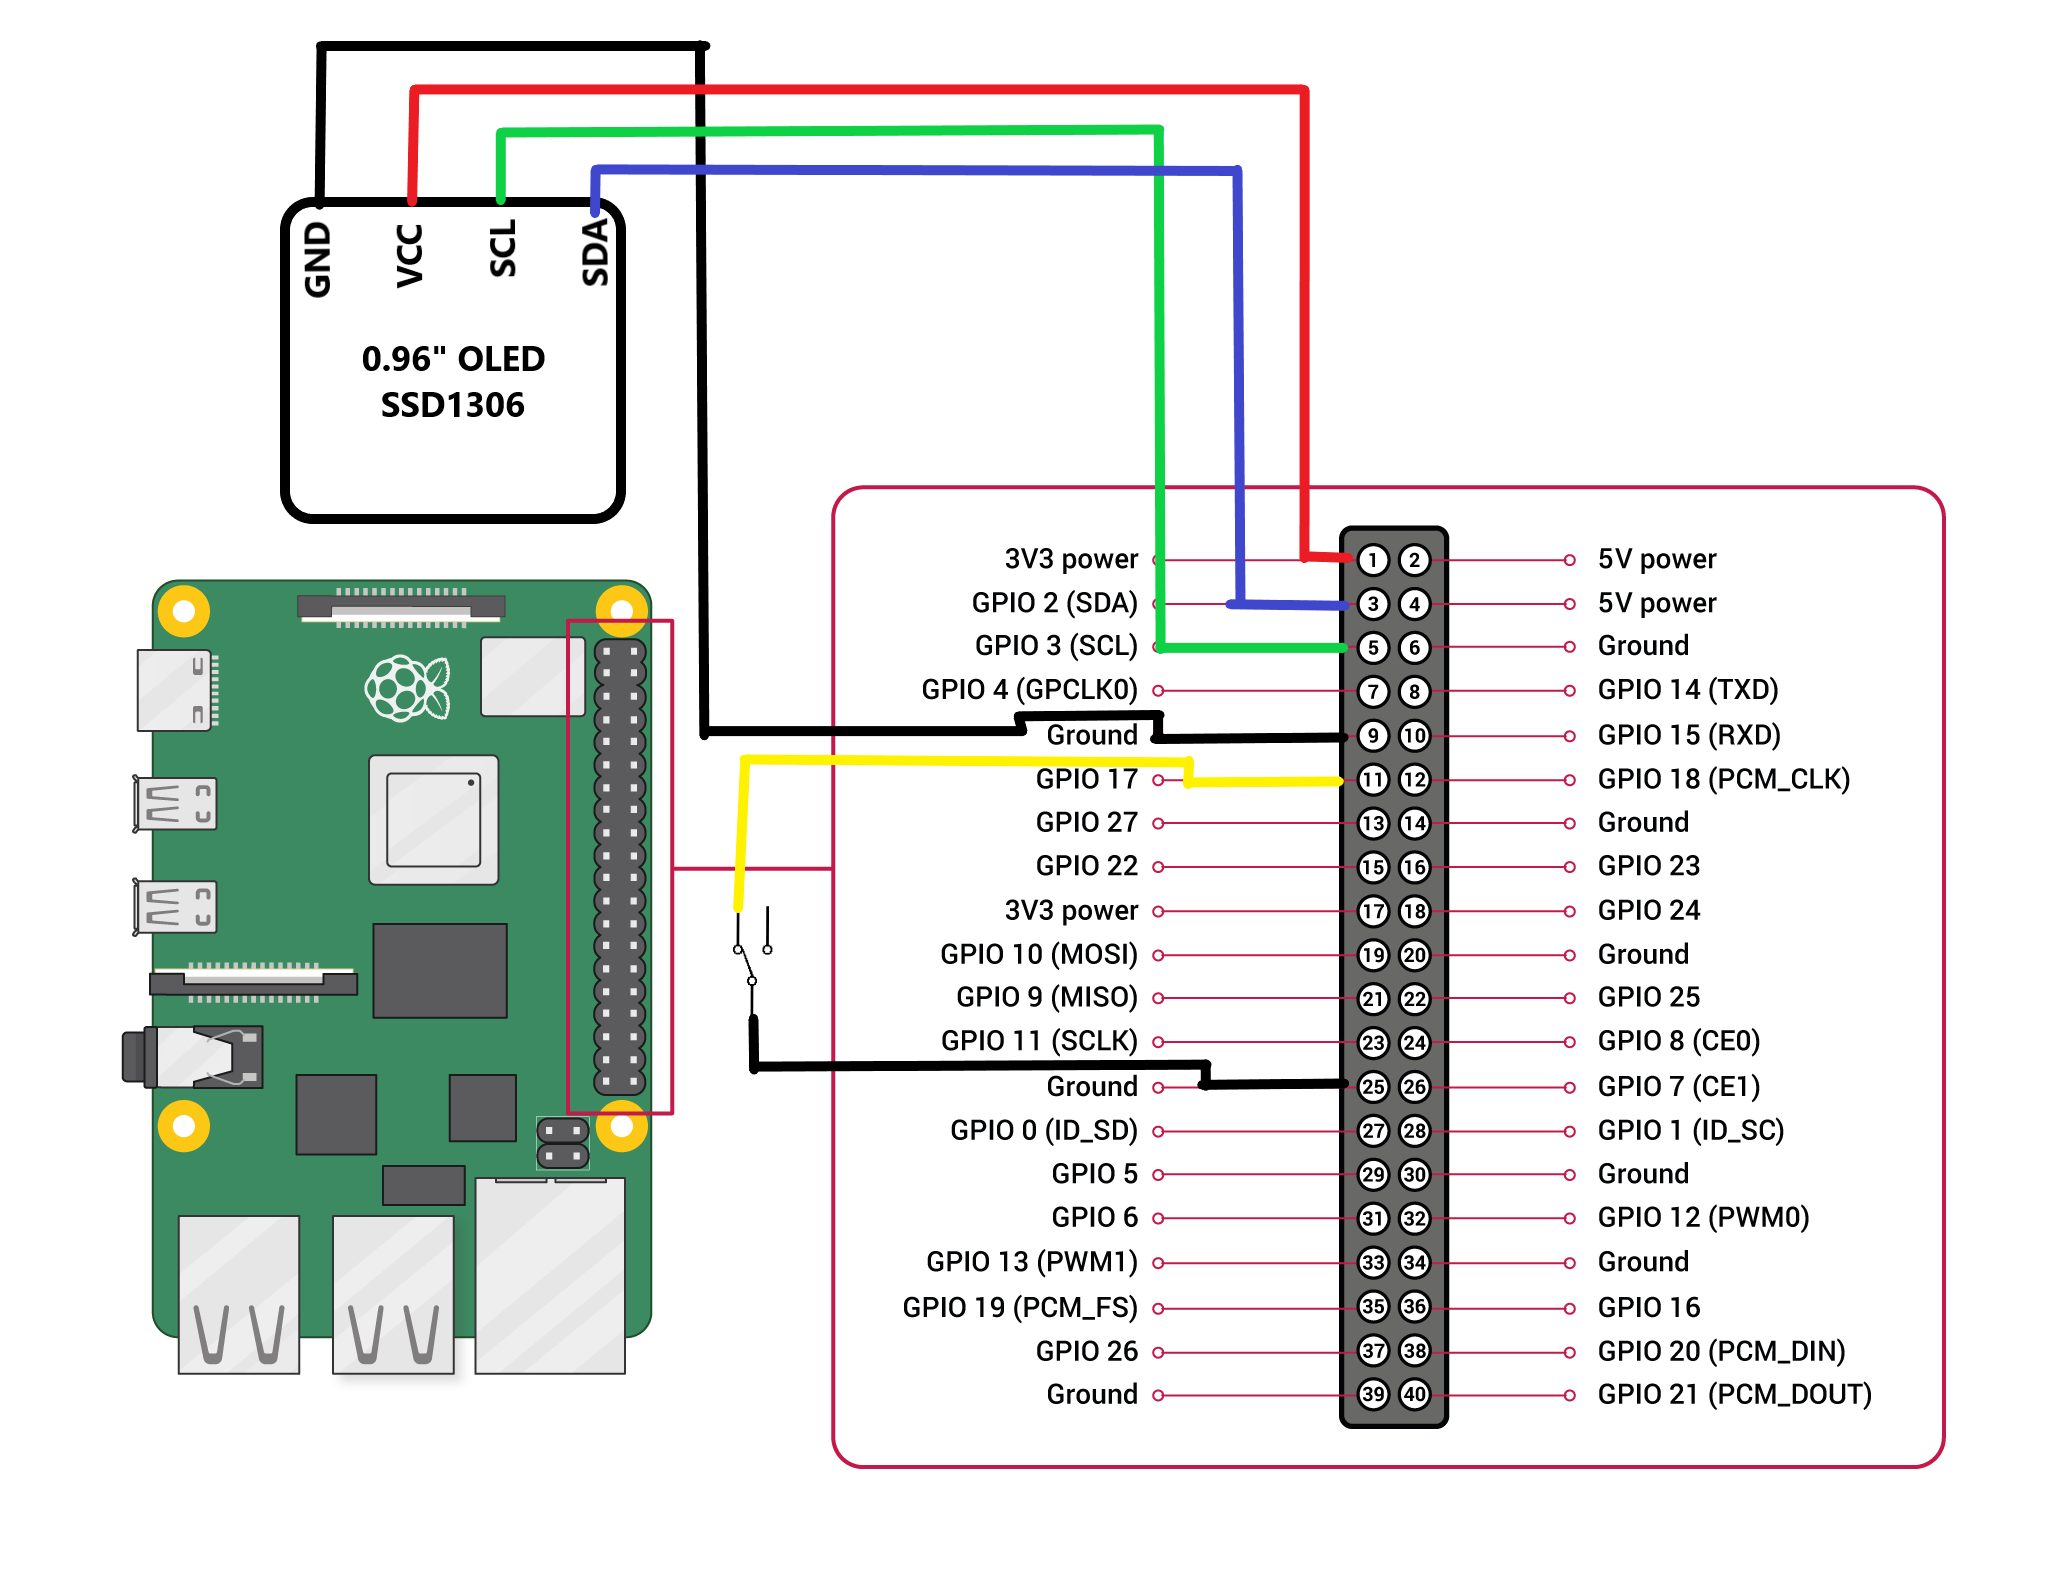 GND
VCC
SCL
SDA
0.96" OLED
SSD1306
3V3 power 1 2 5V power
GPIO 2 (SDA) 3 4 5V power
GPIO 3 (SCL) 5 6 Ground
GPIO 4 (GPCLK0) 7 8 GPIO 14 (TXD)
Ground 9 10 GPIO 15 (RXD)
GPIO 17 11 12 GPIO 18 (PCM_CLK)
GPIO 27 13 14 Ground
GPIO 22 15 16 GPIO 23
3V3 power 17 18 GPIO 24
GPIO 10 (MOSI) 19 20 Ground
GPIO 9 (MISO) 21 22 GPIO 25
GPIO 11 (SCLK) 23 24 GPIO 8 (CE0)
Ground 25 26 GPIO 7 (CE1)
GPIO 0 (ID_SD) 27 28 GPIO 1 (ID_SC)
GPIO 5 29 30 Ground
GPIO 6 31 32 GPIO 12 (PWM0)
GPIO 13 (PWM1) 33 34 Ground
GPIO 19 (PCM_FS) 35 36 GPIO 16
GPIO 26 37 38 GPIO 20 (PCM_DIN)
Ground 39 40 GPIO 21 (PCM_DOUT)